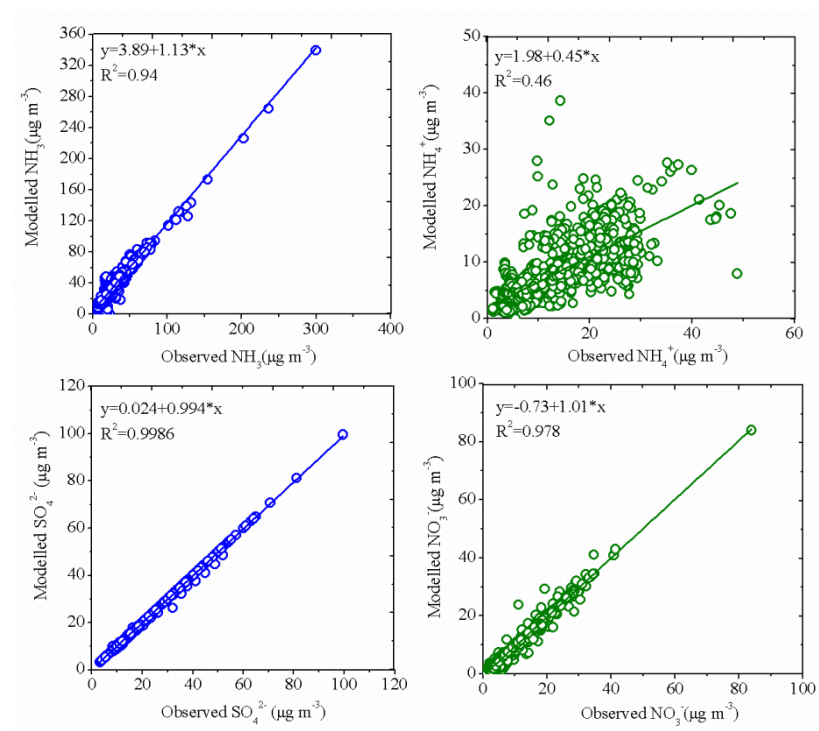 y=3.89+1.13*x
R²=0.94
Modelled NH₃(μg m⁻³)
360
320
280
240
200
160
120
80
40
0
0 100 200 300 400
Observed NH₃(μg m⁻³)
y=1.98+0.45*x
R²=0.46
Modelled NH₄⁺(μg m⁻³)
50
40
30
20
10
0
0 20 40 60
Observed NH₄⁺(μg m⁻³)
y=0.024+0.994*x
R²=0.9986
Modelled SO₄²⁻ (μg m⁻³)
120
100
80
60
40
20
0
0 20 40 60 80 100 120
Observed SO₄²⁻ (μg m⁻³)
y=-0.73+1.01*x
R²=0.978
Modelled NO₃⁻(μg m⁻³)
100
80
60
40
20
0
0 20 40 60 80 100
Observed NO₃⁻(μg m⁻³)